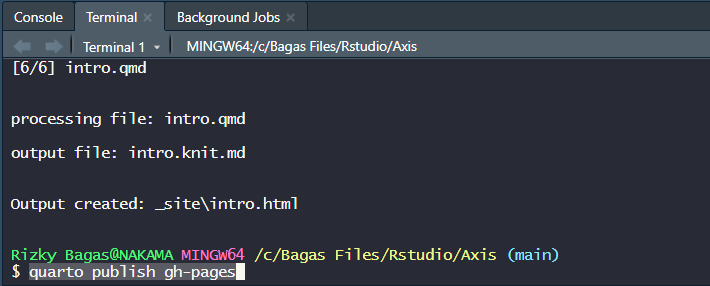 Console Terminal Background Jobs
Terminal 1 MINGW64:/c/Bagas Files/Rstudio/Axis
[6/6] intro.qmd
processing file: intro.qmd
output file: intro.knit.md
Output created: _site\intro.html
Rizky Bagas@NAKAMA MINGW64 /c/Bagas Files/Rstudio/Axis (main)
$ quarto publish gh-pages